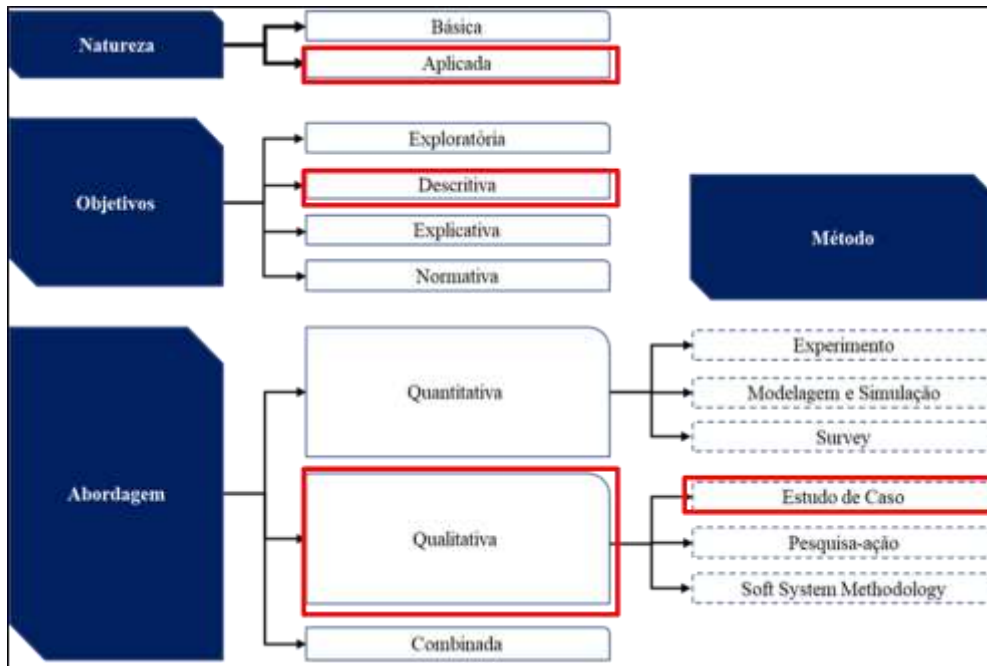 Natureza
Básica
Aplicada
Objetivos
Exploratória
Descritiva
Explicativa
Normativa
Método
Abordagem
Quantitativa
Experimento
Modelagem e Simulação
Survey
Qualitativa
Estudo de Caso
Pesquisa-ação
Soft System Methodology
Combinada